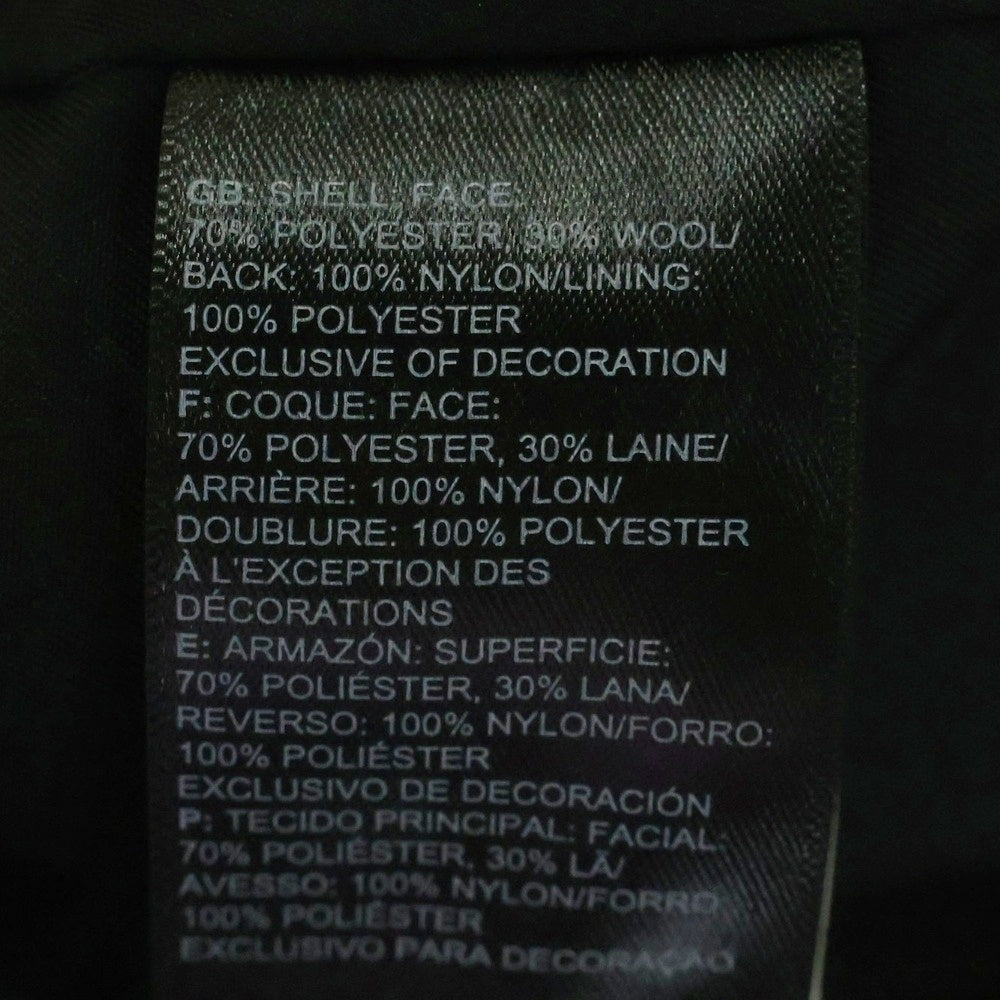 GB: SHELL, FACE:
70% POLYESTER, 30% WOOL/
BACK: 100% NYLON/LINING:
100% POLYESTER
EXCLUSIVE OF DECORATION
F: COQUE: FACE:
70% POLYESTER, 30% LAINE/
ARRIÈRE: 100% NYLON/
DOUBLURE: 100% POLYESTER
À L'EXCEPTION DES
DÉCORATIONS
E: ARMAZÓN: SUPERFICIE:
70% POLIÉSTER, 30% LANA/
REVERSO: 100% NYLON/FORRO:
100% POLIÉSTER
EXCLUSIVO DE DECORACIÓN
P: TECIDO PRINCIPAL: FACIAL:
70% POLIÉSTER, 30% LÃ/
AVESSO: 100% NYLON/FORRO
100% POLIÉSTER
EXCLUSIVO PARA DECORAÇÃO